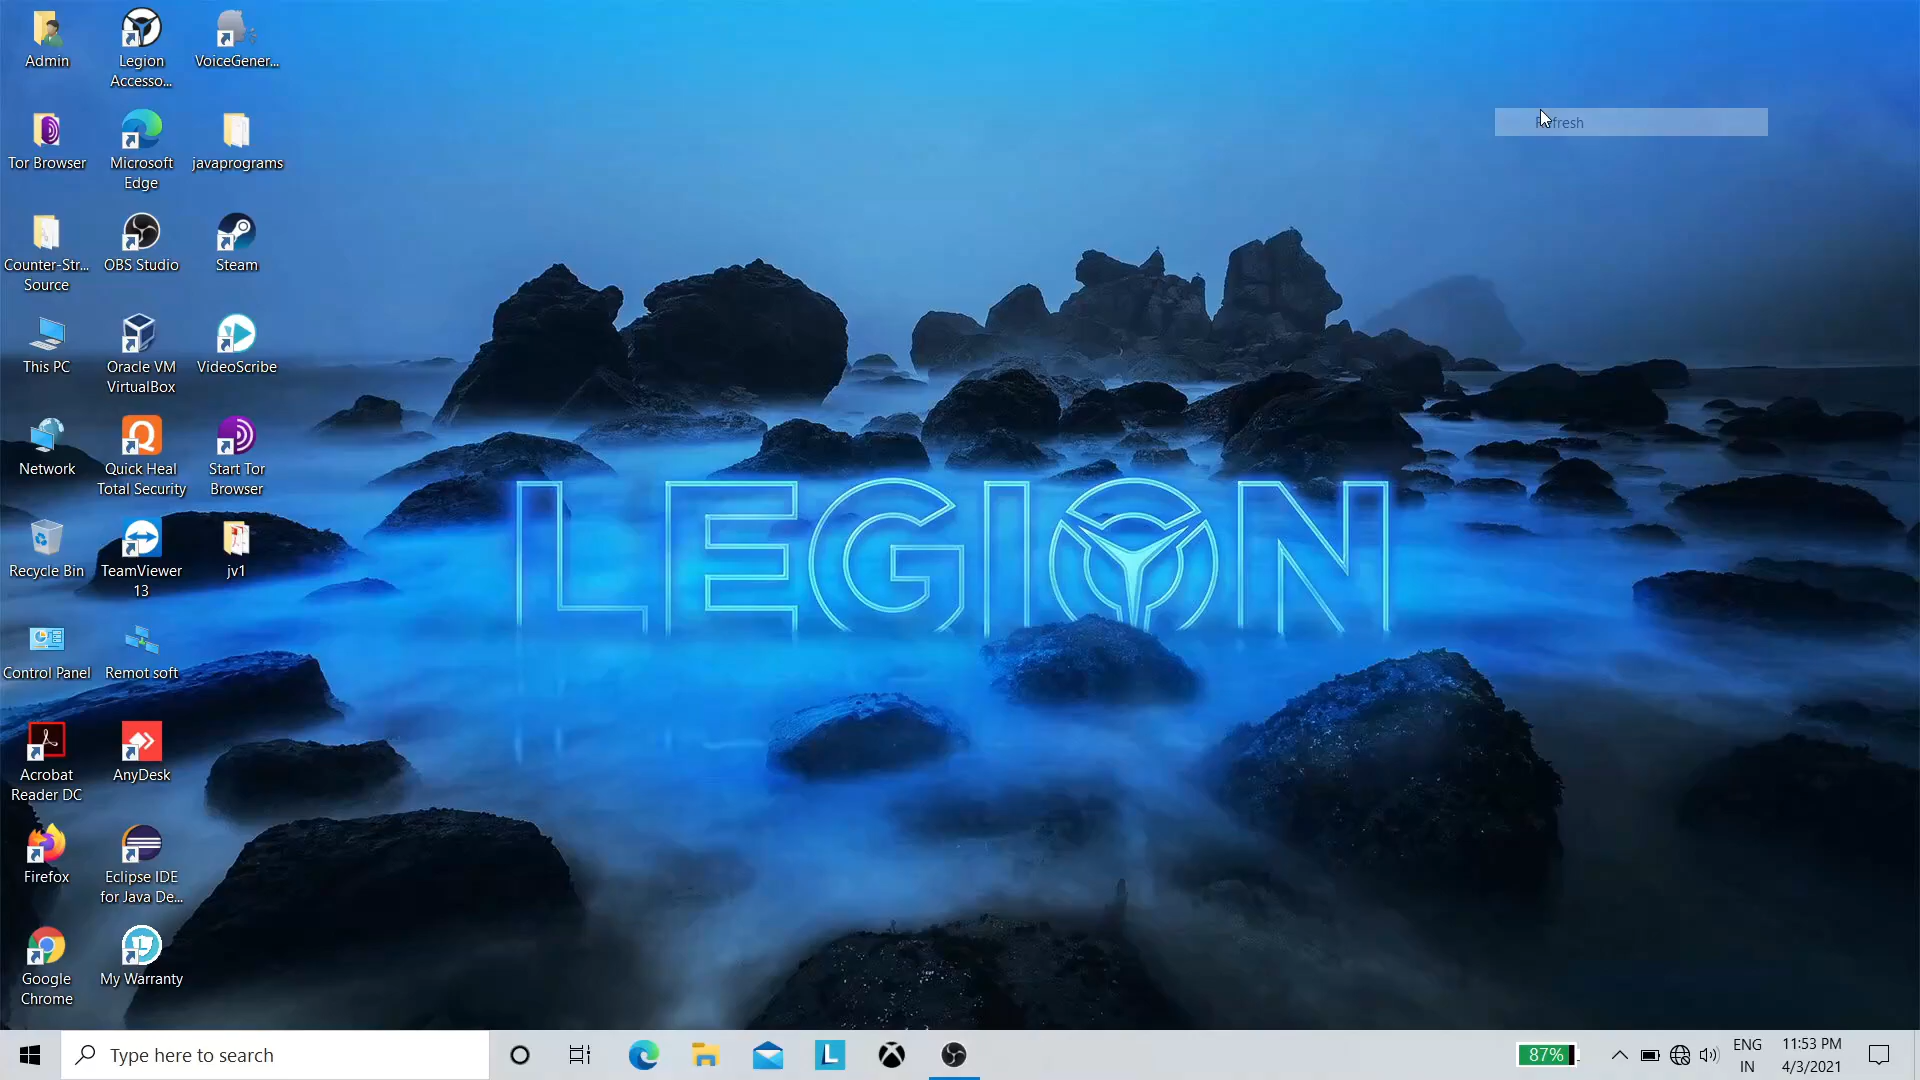 Admin
Legion
Accesso...
VoiceGener...
Tor Browser
Microsoft
Edge
javaprograms
Counter-Str...
Source
OBS Studio
Steam
This PC
Oracle VM
VirtualBox
VideoScribe
Network
Quick Heal
Total Security
Start Tor
Browser
Recycle Bin
TeamViewer
13
jv1
Control Panel
Remot soft
Acrobat
Reader DC
AnyDesk
Firefox
Eclipse IDE
for Java De...
Google
Chrome
My Warranty
Refresh
LEGION
Type here to search
L
87%
ENG
IN
11:53 PM
4/3/2021